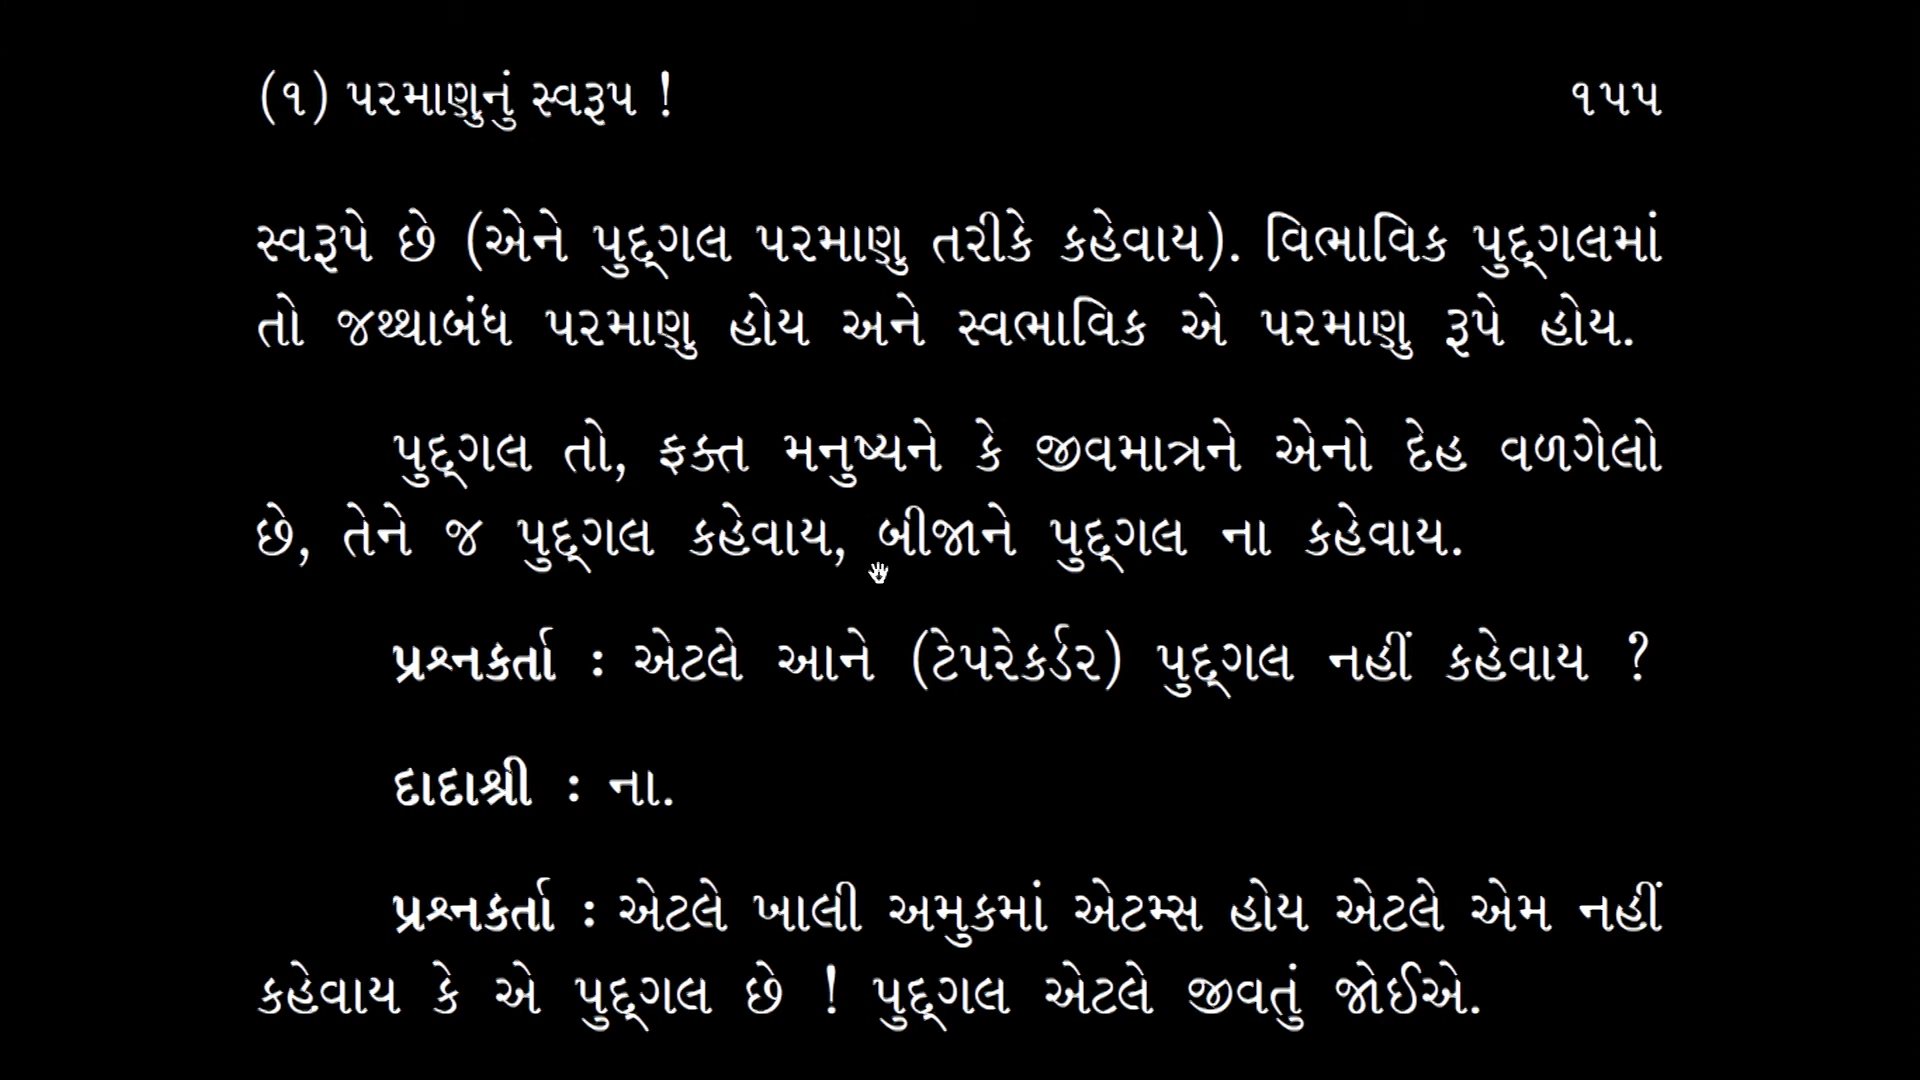 (૧) પરમાણુનું સ્વરૂપ ! ૧૫૫
સ્વરૂપે છે (એને પુદ્ગલ પરમાણુ તરીકે કહેવાય). વિભાવિક પુદ્ગલમાં
તો જથ્થાબંધ પરમાણુ હોય અને સ્વભાવિક એ પરમાણુ રૂપે હોય.
પુદ્ગલ તો, ફક્ત મનુષ્યને કે જીવમાત્રને એનો દેહ વળગેલો
છે, તેને જ પુદ્ગલ કહેવાય, બીજાને પુદ્ગલ ના કહેવાય.
પ્રશ્નકર્તા : એટલે આને (ટેપરેકર્ડર) પુદ્ગલ નહીં કહેવાય ?
દાદાશ્રી : ના.
પ્રશ્નકર્તા : એટલે ખાલી અમુકમાં એટમ્સ હોય એટલે એમ નહીં
કહેવાય કે એ પુદ્ગલ છે ! પુદ્ગલ એટલે જીવતું જોઈએ.